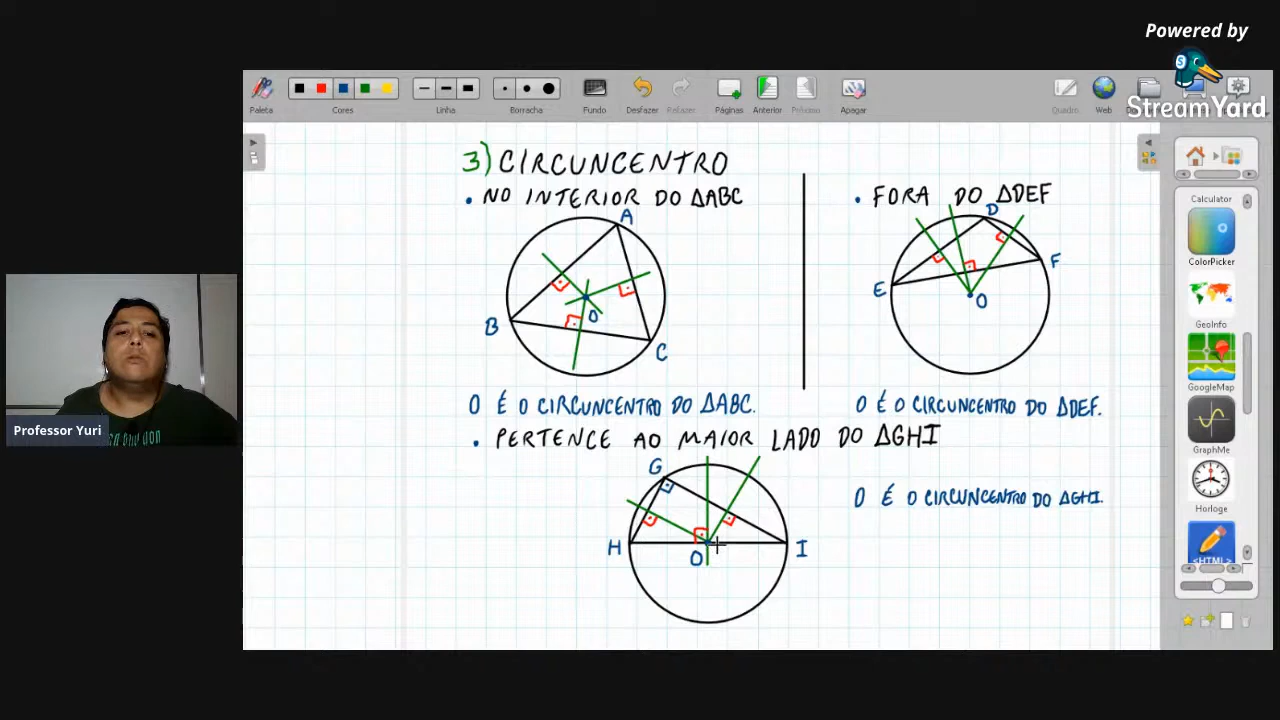 Powered by
StreamYard
Paleta
Cores
Linha
Borracha
Fundo
Desfazer
Refazer
Páginas
Anterior
Próximo
Apagar
Quadro
Web
3) CIRCUNCENTRO
• NO INTERIOR DO ΔABC
A
B
C
O
O É O CIRCUNCENTRO DO ΔABC.
• FORA DO ΔDEF
D
E
F
O
O É O CIRCUNCENTRO DO ΔDEF.
• PERTENCE AO MAIOR LADO DO ΔGHI
G
H
O
I
O É O CIRCUNCENTRO DO ΔGHI.
Calculator
ColorPicker
GeoInfo
GoogleMap
GraphMe
Horloge
<HTML>
Professor Yuri